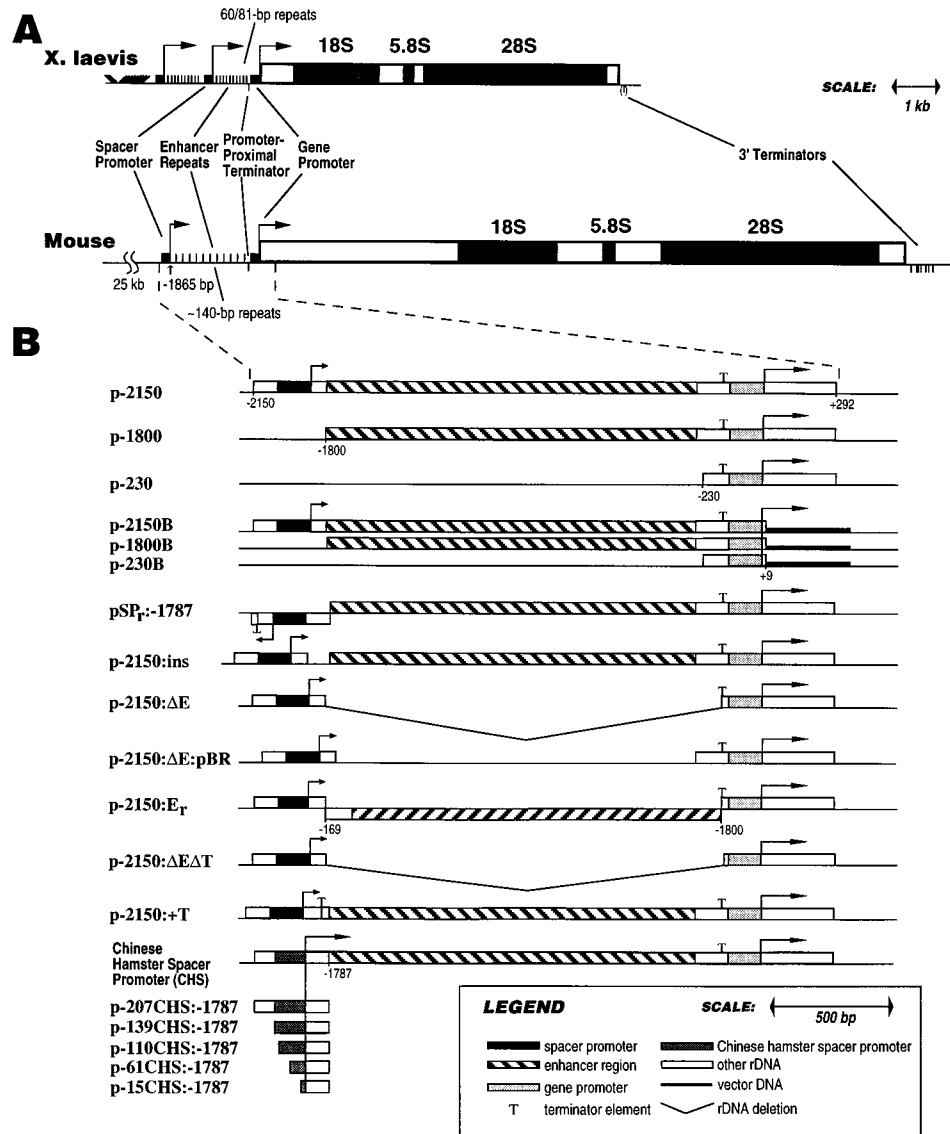 A
60/81-bp repeats
X. laevis
18S 5.8S 28S
SCALE:
1 kb
Spacer
Promoter
Enhancer
Repeats
Promoter-
Proximal
Terminator
Gene
Promoter
3' Terminators
Mouse
18S 5.8S 28S
25 kb
-1865 bp
~140-bp repeats
B
p-2150
T
-2150
+292
p-1800
T
-1800
p-230
T
-230
p-2150B
T
p-1800B
p-230B
+9
pSPr:-1787
T
T
p-2150:ins
T
p-2150:ΔE
T
p-2150:ΔE:pBR
T
p-2150:Er
T
-169
-1800
p-2150:ΔEΔT
p-2150:+T
T
T
Chinese
Hamster Spacer
Promoter (CHS)
T
-1787
p-207CHS:-1787
p-139CHS:-1787
p-110CHS:-1787
p-61CHS:-1787
p-15CHS:-1787
LEGEND
SCALE:
500 bp
spacer promoter
Chinese hamster spacer promoter
enhancer region
other rDNA
gene promoter
vector DNA
T terminator element
rDNA deletion